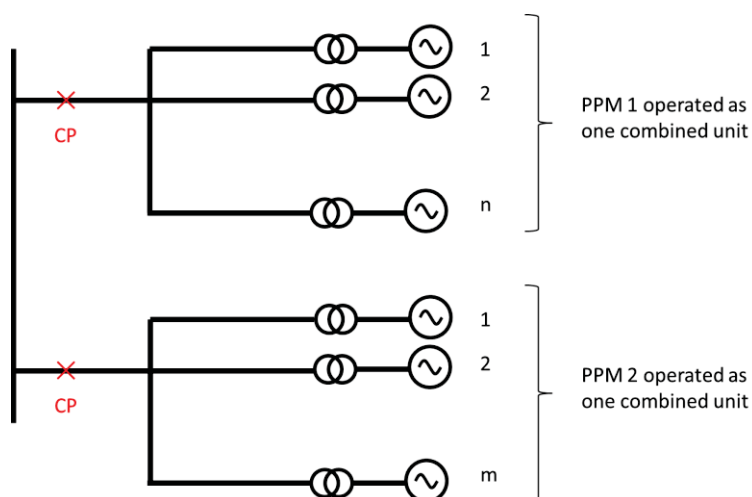 1
2
PPM 1 operated as
one combined unit
CP
n
1
2
PPM 2 operated as
one combined unit
CP
m